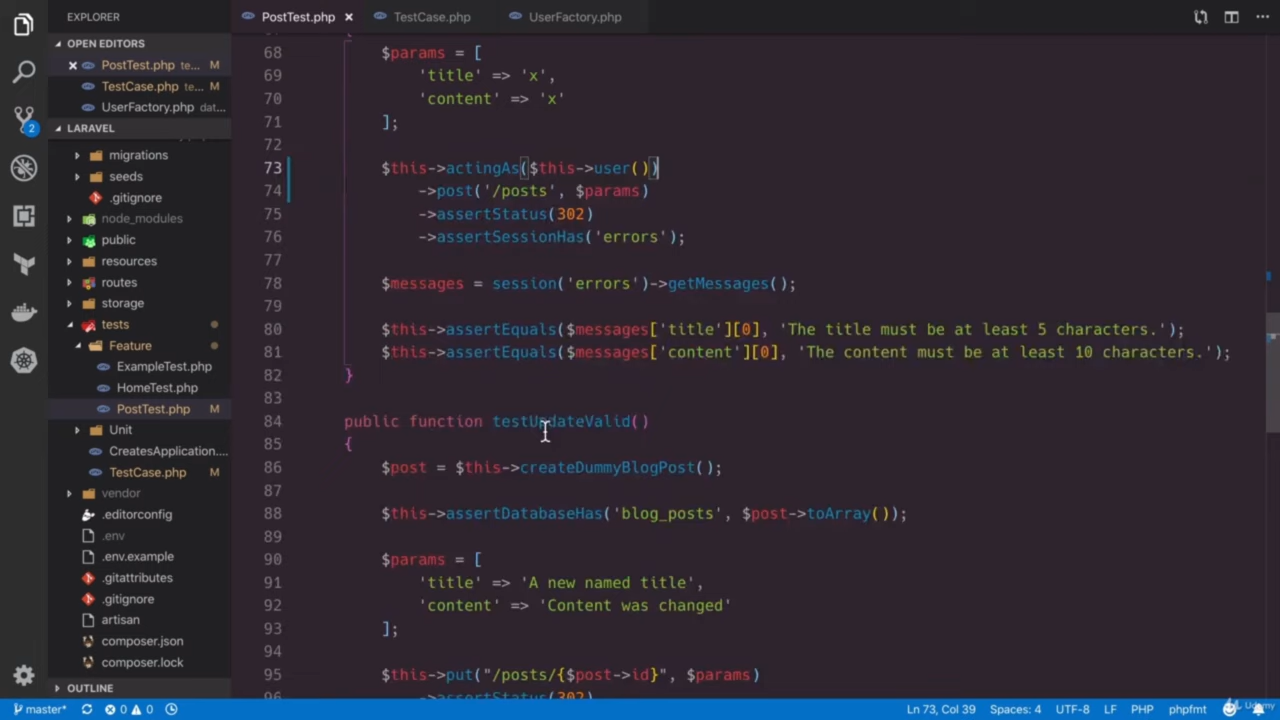 EXPLORER
OPEN EDITORS
PostTest.php te... M
TestCase.php te... M
UserFactory.php dat...
LARAVEL
migrations
seeds
.gitignore
node_modules
public
resources
routes
storage
tests
Feature
ExampleTest.php
HomeTest.php
PostTest.php M
Unit
CreatesApplication....
TestCase.php M
vendor
.editorconfig
.env
.env.example
.gitattributes
.gitignore
artisan
composer.json
composer.lock
OUTLINE
2
PostTest.php TestCase.php UserFactory.php
68 $params = [
69 'title' => 'x',
70 'content' => 'x'
71 ];
72
73 $this->actingAs($this->user())
74 ->post('/posts', $params)
75 ->assertStatus(302)
76 ->assertSessionHas('errors');
77
78 $messages = session('errors')->getMessages();
79
80 $this->assertEquals($messages['title'][0], 'The title must be at least 5 characters.');
81 $this->assertEquals($messages['content'][0], 'The content must be at least 10 characters.');
82 }
83
84 public function testUpdateValid()
85 {
86 $post = $this->createDummyBlogPost();
87
88 $this->assertDatabaseHas('blog_posts', $post->toArray());
89
90 $params = [
91 'title' => 'A new named title',
92 'content' => 'Content was changed'
93 ];
94
95 $this->put("/posts/{$post->id}", $params)
96 ->assertStatus(302)
master* 0 0 Ln 73, Col 39 Spaces: 4 UTF-8 LF PHP phpfmt
Udemy